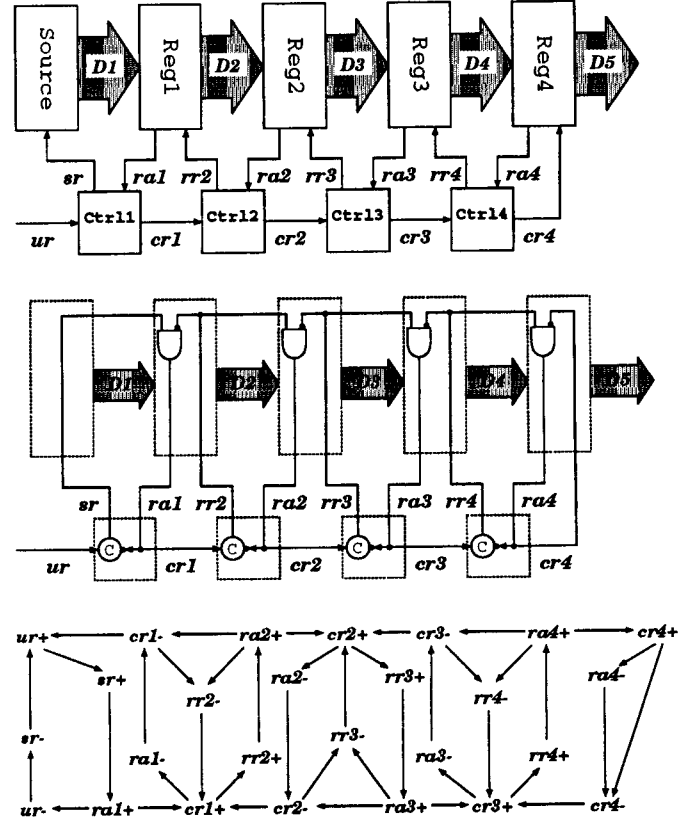 Source D1 Reg1 D2 Reg2 D3 Reg3 D4 Reg4 D5
sr ra1 rr2 ra2 rr3 ra3 rr4 ra4
Ctrl1 Ctrl2 Ctrl3 Ctrl4
ur cr1 cr2 cr3 cr4
D1 D2 D3 D4 D5
sr ra1 rr2 ra2 rr3 ra3 rr4 ra4
C C C C
ur cr1 cr2 cr3 cr4
ur+ cr1- ra2+ cr2+ cr3- ra4+ cr4+
sr+ rr2- ra2- rr3+ rr4- ra4-
sr- ra1- rr2+ rr3- ra3- rr4+
ur- ra1+ cr1+ cr2- ra3+ cr3+ cr4-